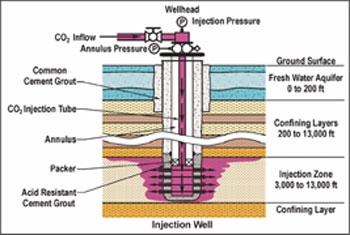 Wellhead
Injection Pressure
P
CO2 Inflow
Annulus Pressure
P
Ground Surface
Common
Cement Grout
Fresh Water Aquifer
0 to 200 ft
CO2 Injection Tube
Confining Layers
200 to 13,000 ft
Annulus
Packer
Injection Zone
3,000 to 13,000 ft
Acid Resistant
Cement Grout
Confining Layer
Injection Well